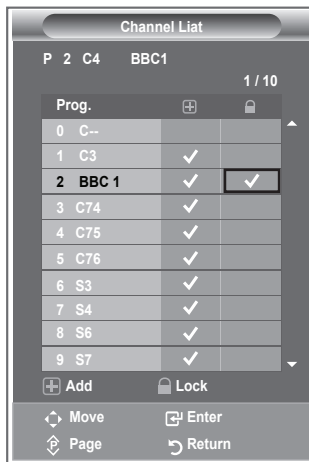 Channel Liat
P 2 C4 BBC1
1 / 10
Prog.
0 C--
1 C3
2 BBC 1
3 C74
4 C75
5 C76
6 S3
7 S4
8 S6
9 S7
Add Lock
Move Enter
P Page Return